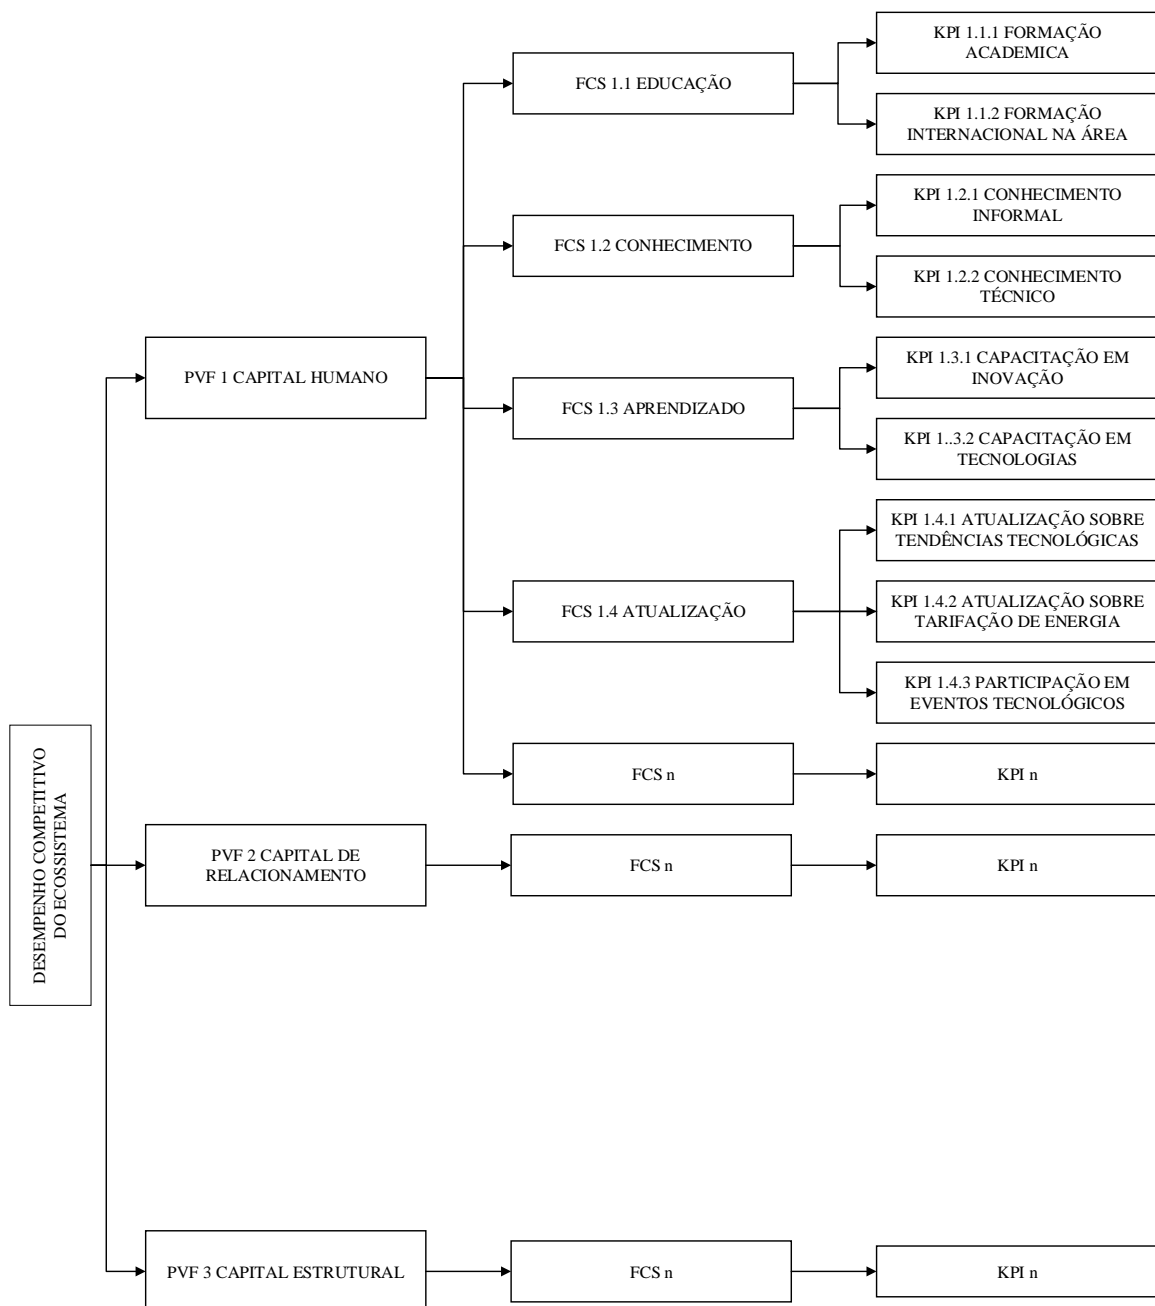 KPI 1.1.1 FORMAÇÃO
ACADEMICA
FCS 1.1 EDUCAÇÃO
KPI 1.1.2 FORMAÇÃO
INTERNACIONAL NA ÁREA
KPI 1.2.1 CONHECIMENTO
INFORMAL
FCS 1.2 CONHECIMENTO
KPI 1.2.2 CONHECIMENTO
TÉCNICO
PVF 1 CAPITAL HUMANO
KPI 1.3.1 CAPACITAÇÃO EM
INOVAÇÃO
FCS 1.3 APRENDIZADO
KPI 1..3.2 CAPACITAÇÃO EM
TECNOLOGIAS
KPI 1.4.1 ATUALIZAÇÃO SOBRE
TENDÊNCIAS TECNOLÓGICAS
FCS 1.4 ATUALIZAÇÃO
KPI 1.4.2 ATUALIZAÇÃO SOBRE
TARIFAÇÃO DE ENERGIA
KPI 1.4.3 PARTICIPAÇÃO EM
EVENTOS TECNOLÓGICOS
FCS n
KPI n
DESEMPENHO COMPETITIVO
DO ECOSSISTEMA
PVF 2 CAPITAL DE
RELACIONAMENTO
FCS n
KPI n
PVF 3 CAPITAL ESTRUTURAL
FCS n
KPI n